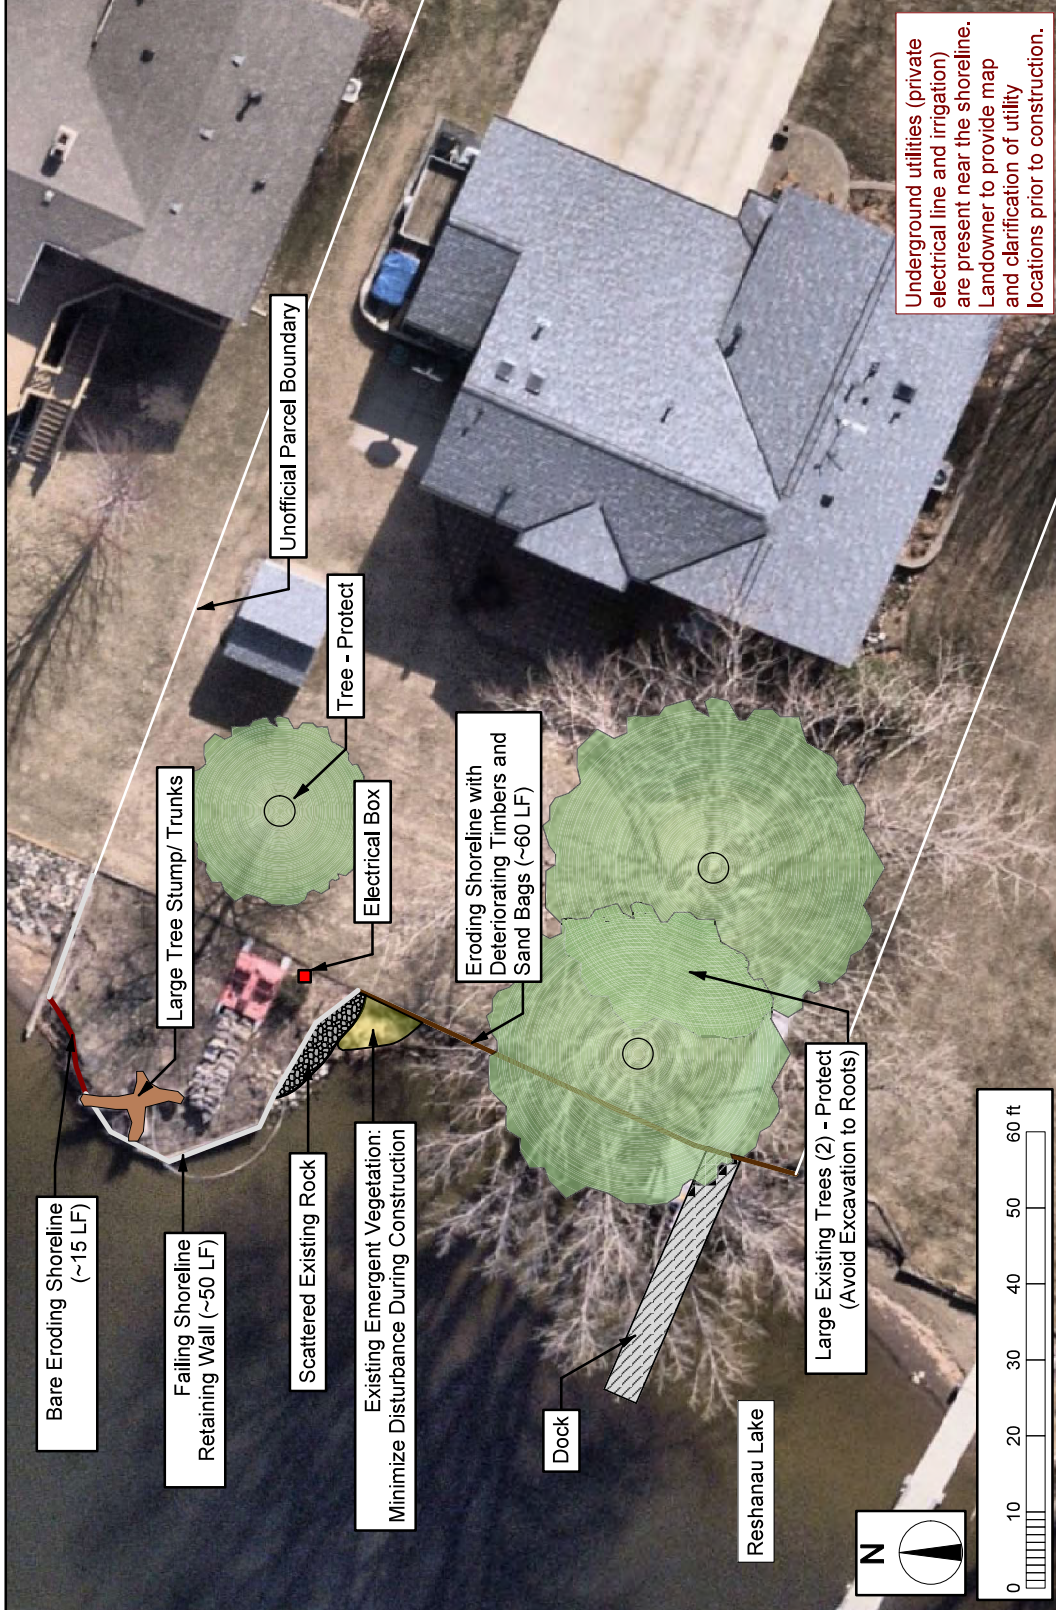 Bare Eroding Shoreline
(~15 LF)
Failing Shoreline
Retaining Wall (~50 LF)
Large Tree Stump/ Trunks
Unofficial Parcel Boundary
Tree - Protect
Electrical Box
Scattered Existing Rock
Existing Emergent Vegetation:
Minimize Disturbance During Construction
Eroding Shoreline with
Deteriorating Timbers and
Sand Bags (~60 LF)
Dock
Reshanau Lake
Large Existing Trees (2) - Protect
(Avoid Excavation to Roots)
Underground utilities (private
electrical line and irrigation)
are present near the shoreline.
Landowner to provide map
and clarification of utility
locations prior to construction.
N
0 10 20 30 40 50 60 ft